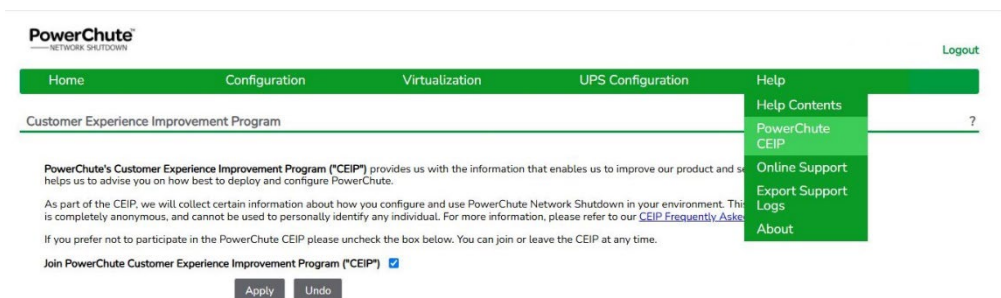 PowerChute™
NETWORK SHUTDOWN
Logout
Home Configuration Virtualization UPS Configuration Help
Help Contents
PowerChute
CEIP
Online Support
Export Support
Logs
About
Customer Experience Improvement Program ?
PowerChute's Customer Experience Improvement Program ("CEIP") provides us with the information that enables us to improve our product and
helps us to advise you on how best to deploy and configure PowerChute.
As part of the CEIP, we will collect certain information about how you configure and use PowerChute Network Shutdown in your environment.
is completely anonymous, and cannot be used to personally identify any individual. For more information, please refer to our CEIP Frequently
If you prefer not to participate in the PowerChute CEIP please uncheck the box below. You can join or leave the CEIP at any time.
Join PowerChute Customer Experience Improvement Program ("CEIP")
Apply Undo